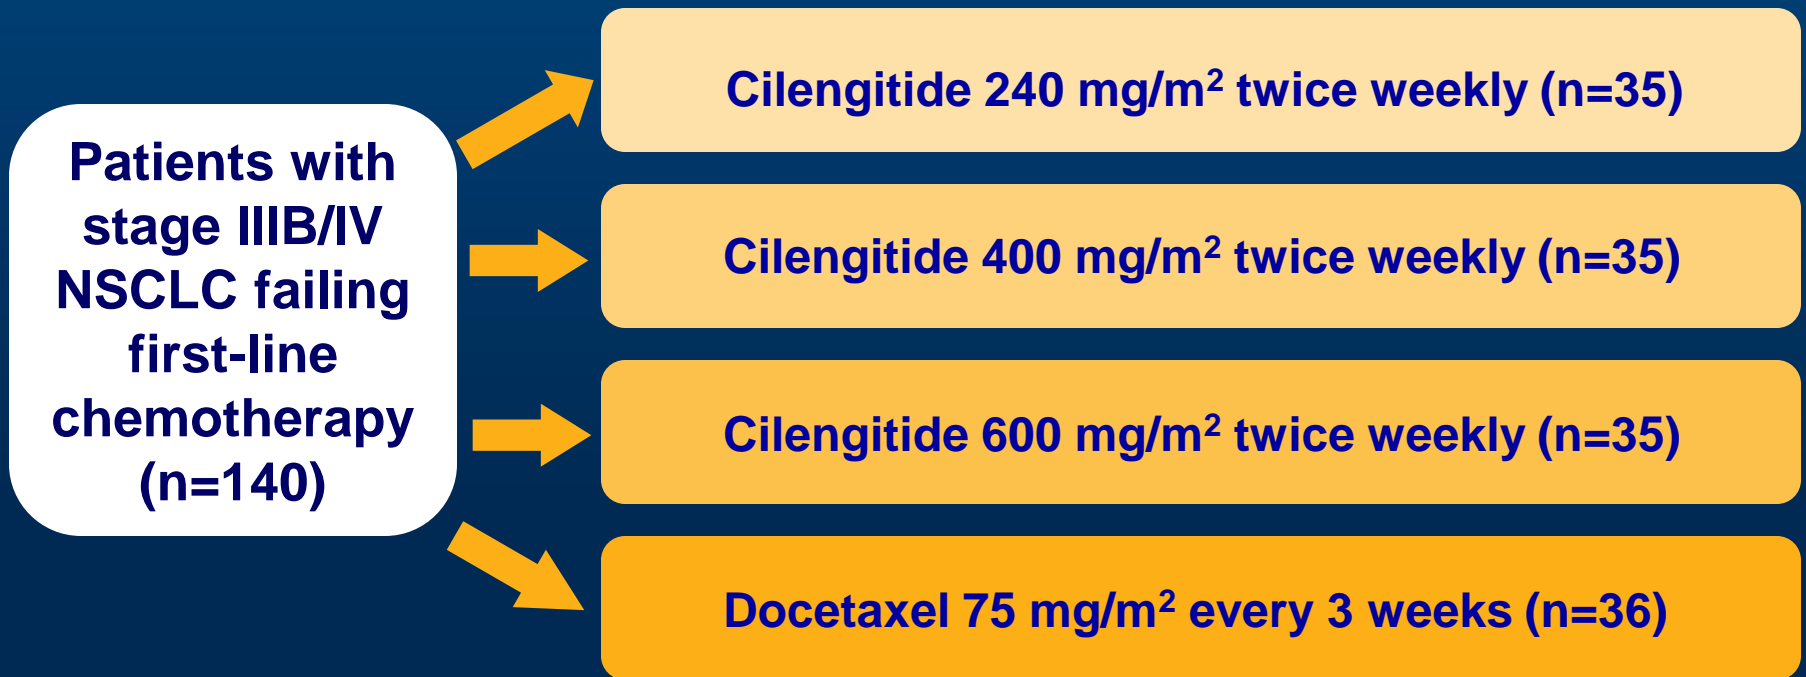 Patients with
stage IIIB/IV
NSCLC failing
first-line
chemotherapy
(n=140)
Cilengitide 240 mg/m² twice weekly (n=35)
Cilengitide 400 mg/m² twice weekly (n=35)
Cilengitide 600 mg/m² twice weekly (n=35)
Docetaxel 75 mg/m² every 3 weeks (n=36)